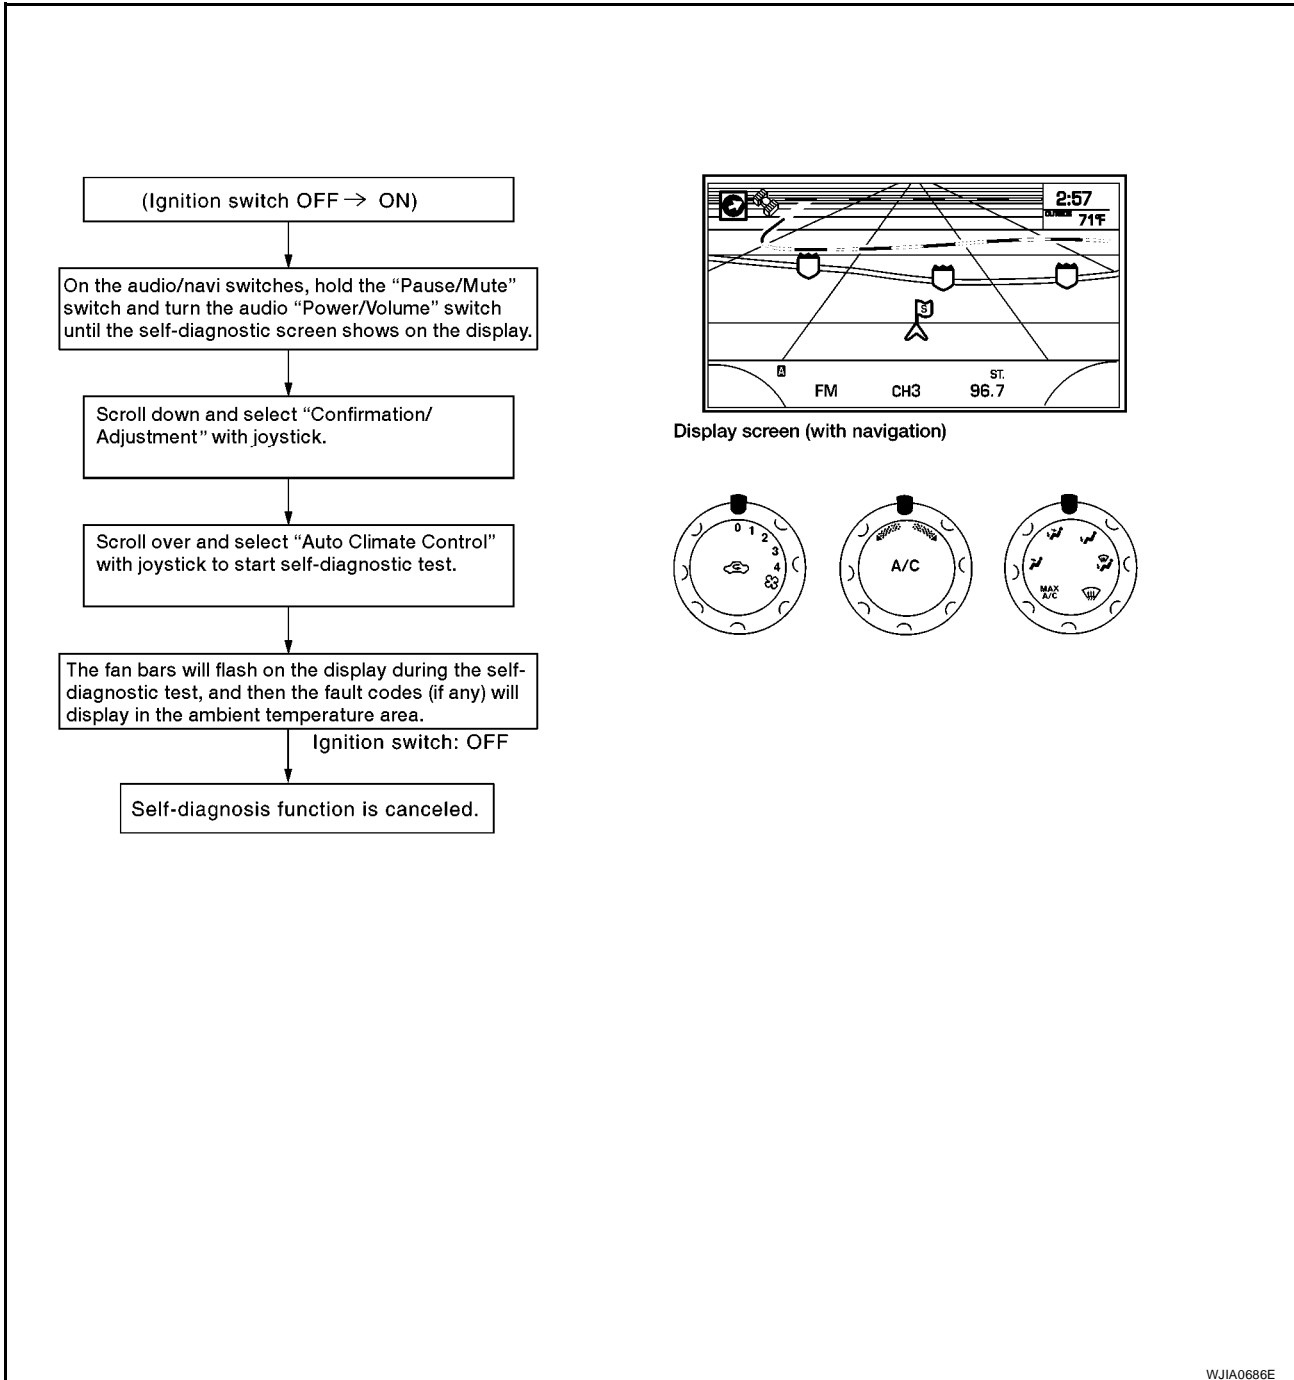 (Ignition switch OFF → ON)
On the audio/navi switches, hold the “Pause/Mute”
switch and turn the audio “Power/Volume” switch
until the self-diagnostic screen shows on the display.
Scroll down and select “Confirmation/
Adjustment” with joystick.
Scroll over and select “Auto Climate Control”
with joystick to start self-diagnostic test.
The fan bars will flash on the display during the self-
diagnostic test, and then the fault codes (if any) will
display in the ambient temperature area.
Ignition switch: OFF
Self-diagnosis function is canceled.
2:57
OUTSIDE 71°F
S
A
ST.
FM CH3 96.7
Display screen (with navigation)
0 1 2 3 4
A/C
MAX
A/C
WJIA0686E